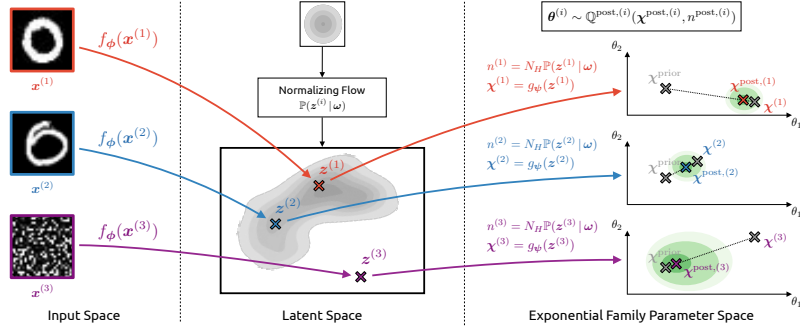 f_ϕ(x^(1))
x^(1)
f_ϕ(x^(2))
x^(2)
f_ϕ(x^(3))
x^(3)
Input Space
Normalizing Flow
ℙ(z^(i) | ω)
z^(1)
z^(2)
z^(3)
Latent Space
θ^(i) ∼ ℚ^post,(i)(χ^post,(i), n^post,(i))
n^(1) = N_H ℙ(z^(1) | ω)
χ^(1) = g_ψ(z^(1))
θ_2
χ^prior
χ^post,(1)
χ^(1)
θ_1
n^(2) = N_H ℙ(z^(2) | ω)
χ^(2) = g_ψ(z^(2))
θ_2
χ^(2)
χ^prior
χ^post,(2)
θ_1
n^(3) = N_H ℙ(z^(3) | ω)
χ^(3) = g_ψ(z^(3))
θ_2
χ^(3)
χ^prior
χ^post,(3)
θ_1
Exponential Family Parameter Space